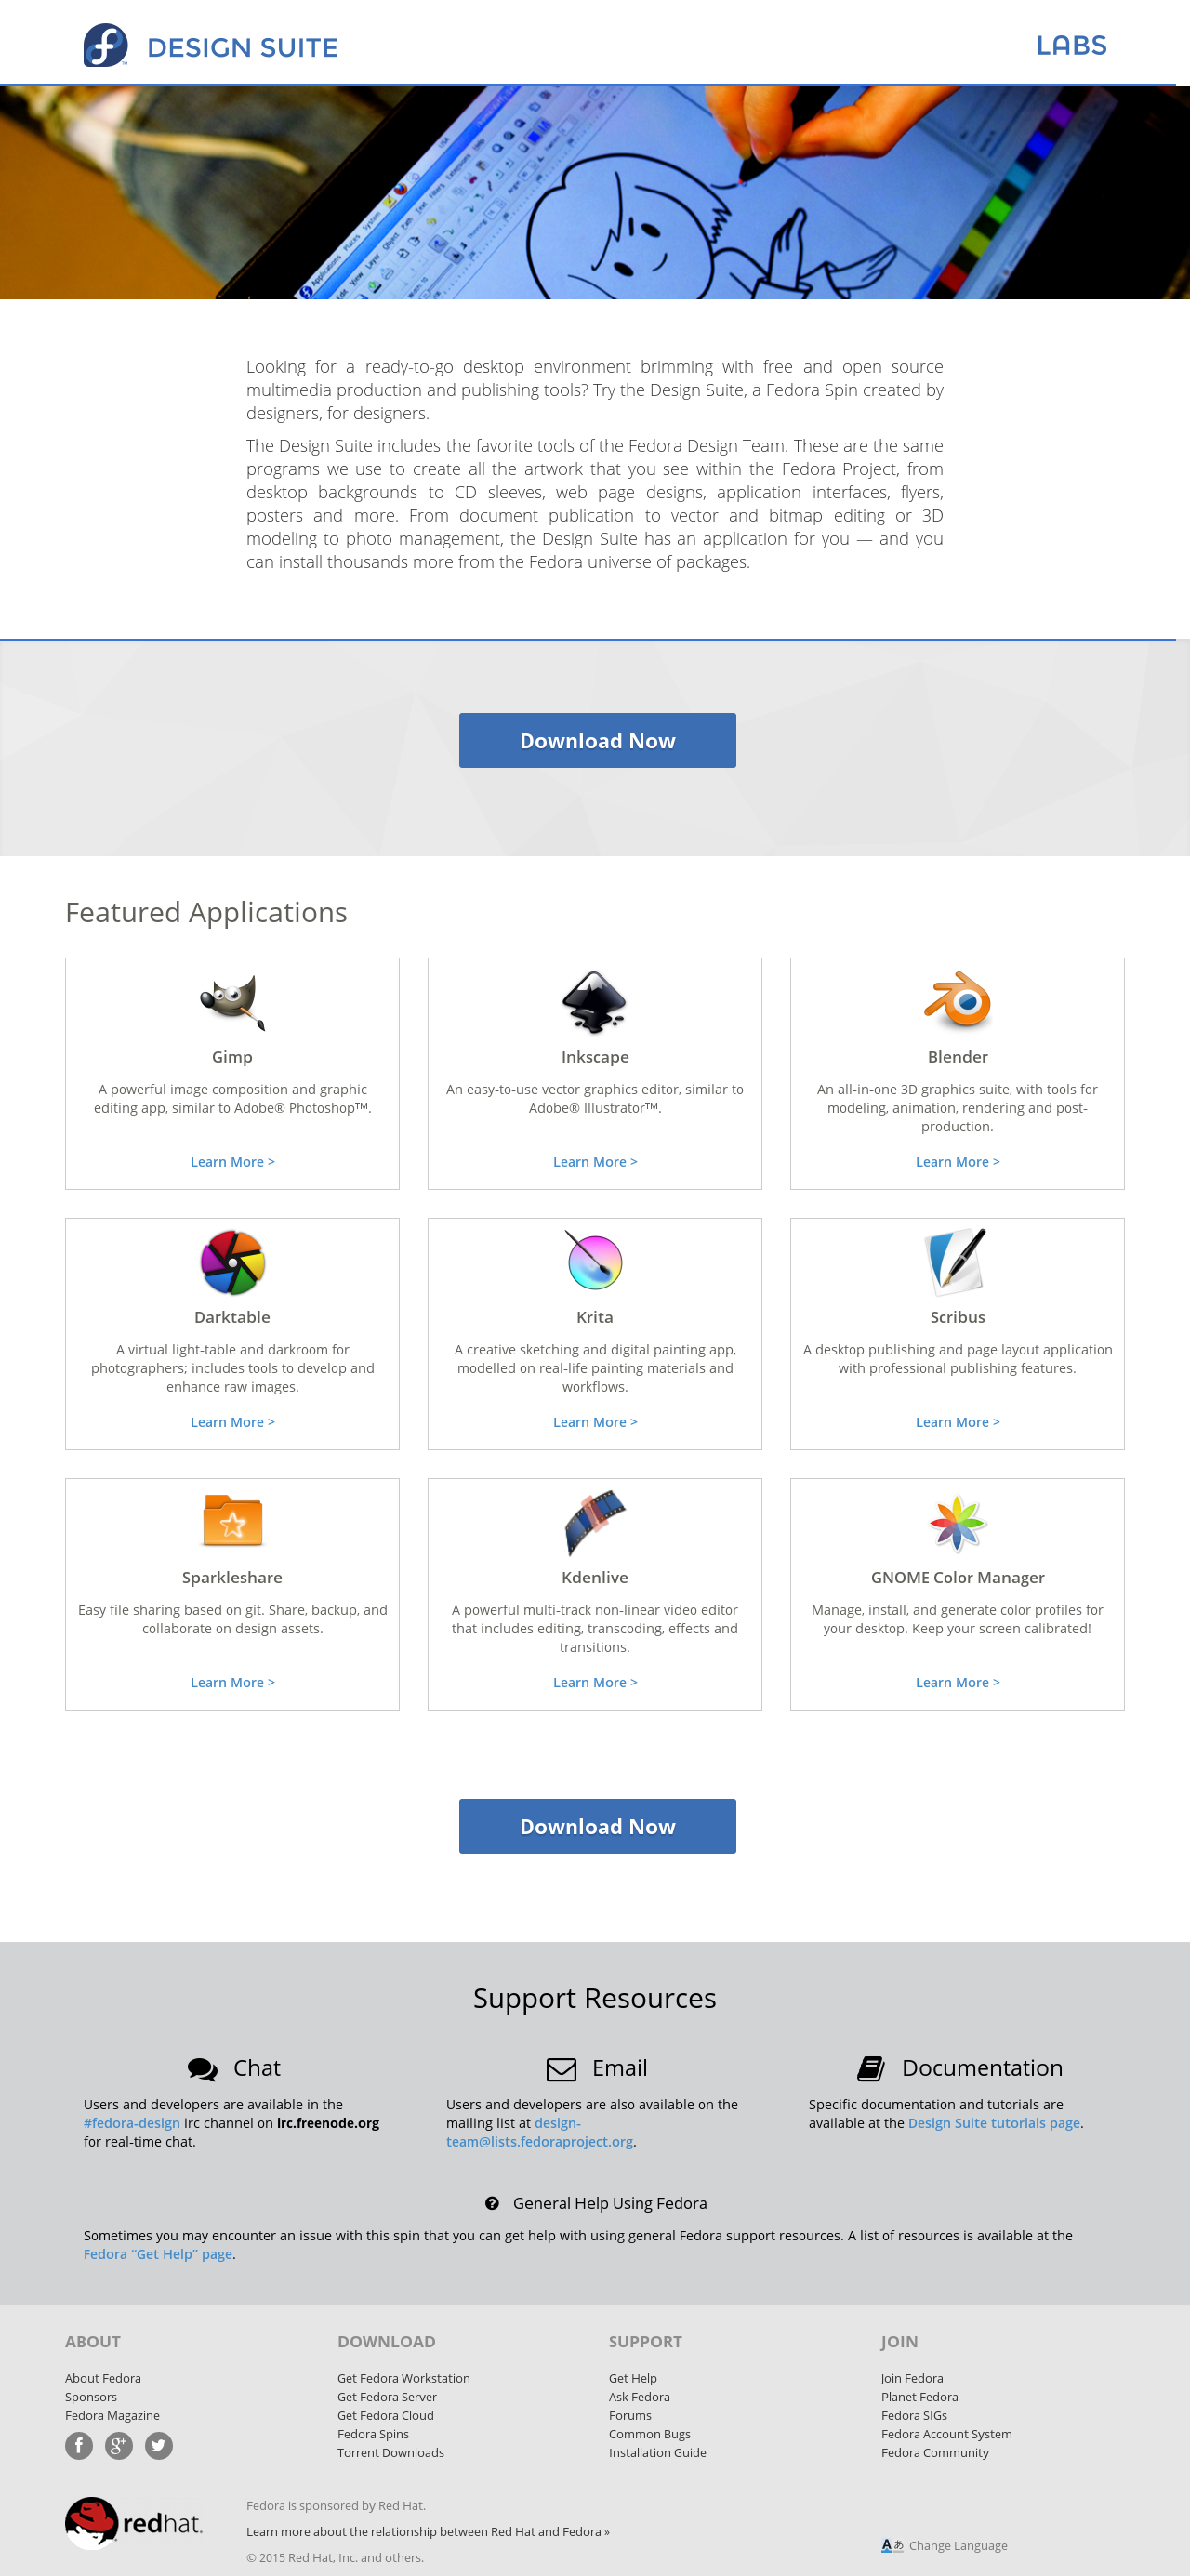 DESIGN SUITE
LABS
Looking for a ready-to-go desktop environment brimming with free and open source
multimedia production and publishing tools? Try the Design Suite, a Fedora Spin created by
designers, for designers.
The Design Suite includes the favorite tools of the Fedora Design Team. These are the same
programs we use to create all the artwork that you see within the Fedora Project, from
desktop backgrounds to CD sleeves, web page designs, application interfaces, flyers,
posters and more. From document publication to vector and bitmap editing or 3D
modeling to photo management, the Design Suite has an application for you — and you
can install thousands more from the Fedora universe of packages.
Download Now
Featured Applications
Gimp
A powerful image composition and graphic
editing app, similar to Adobe® Photoshop™.
Learn More >
Inkscape
An easy-to-use vector graphics editor, similar to
Adobe® Illustrator™.
Learn More >
Blender
An all-in-one 3D graphics suite, with tools for
modeling, animation, rendering and post-
production.
Learn More >
Darktable
A virtual light-table and darkroom for
photographers; includes tools to develop and
enhance raw images.
Learn More >
Krita
A creative sketching and digital painting app,
modelled on real-life painting materials and
workflows.
Learn More >
Scribus
A desktop publishing and page layout application
with professional publishing features.
Learn More >
Sparkleshare
Easy file sharing based on git. Share, backup, and
collaborate on design assets.
Learn More >
Kdenlive
A powerful multi-track non-linear video editor
that includes editing, transcoding, effects and
transitions.
Learn More >
GNOME Color Manager
Manage, install, and generate color profiles for
your desktop. Keep your screen calibrated!
Learn More >
Download Now
Support Resources
Chat
Users and developers are available in the
#fedora-design irc channel on irc.freenode.org
for real-time chat.
Email
Users and developers are also available on the
mailing list at design-
team@lists.fedoraproject.org.
Documentation
Specific documentation and tutorials are
available at the Design Suite tutorials page.
General Help Using Fedora
Sometimes you may encounter an issue with this spin that you can get help with using general Fedora support resources. A list of resources is available at the
Fedora “Get Help” page.
ABOUT
About Fedora
Sponsors
Fedora Magazine
DOWNLOAD
Get Fedora Workstation
Get Fedora Server
Get Fedora Cloud
Fedora Spins
Torrent Downloads
SUPPORT
Get Help
Ask Fedora
Forums
Common Bugs
Installation Guide
JOIN
Join Fedora
Planet Fedora
Fedora SIGs
Fedora Account System
Fedora Community
redhat.
Fedora is sponsored by Red Hat.
Learn more about the relationship between Red Hat and Fedora »
© 2015 Red Hat, Inc. and others.
Change Language